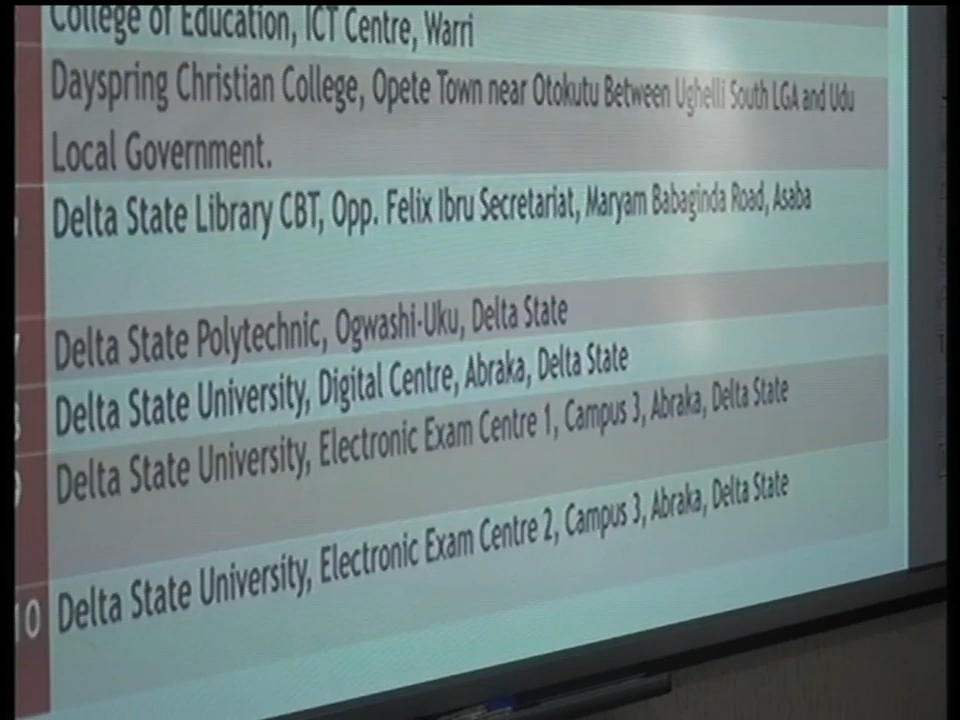 College of Education, ICT Centre, Warri
Dayspring Christian College, Opete Town near Otokutu Between Ughelli South LGA and Udu
Local Government.
Delta State Library CBT, Opp. Felix Ibru Secretariat, Maryam Babaginda Road, Asaba
Delta State Polytechnic, Ogwashi-Uku, Delta State
Delta State University, Digital Centre, Abraka, Delta State
Delta State University, Electronic Exam Centre 1, Campus 3, Abraka, Delta State
10 Delta State University, Electronic Exam Centre 2, Campus 3, Abraka, Delta State